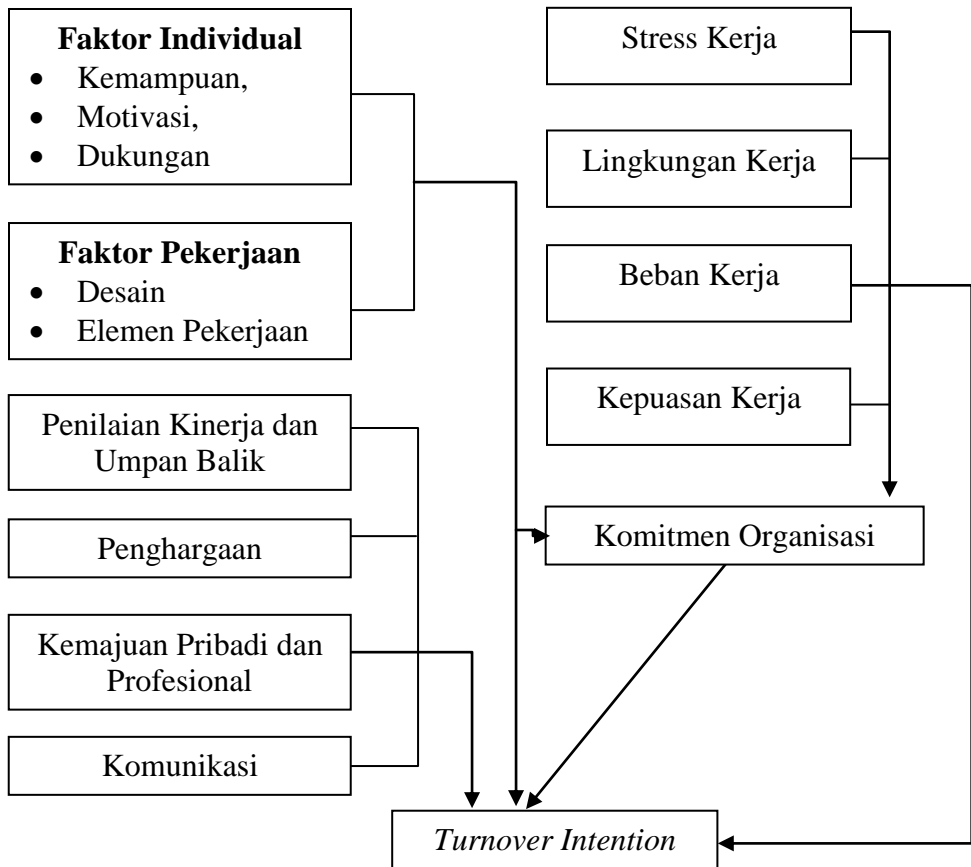 Faktor Individual
• Kemampuan,
• Motivasi,
• Dukungan
Faktor Pekerjaan
• Desain
• Elemen Pekerjaan
Penilaian Kinerja dan
Umpan Balik
Penghargaan
Kemajuan Pribadi dan
Profesional
Komunikasi
Stress Kerja
Lingkungan Kerja
Beban Kerja
Kepuasan Kerja
Komitmen Organisasi
Turnover Intention